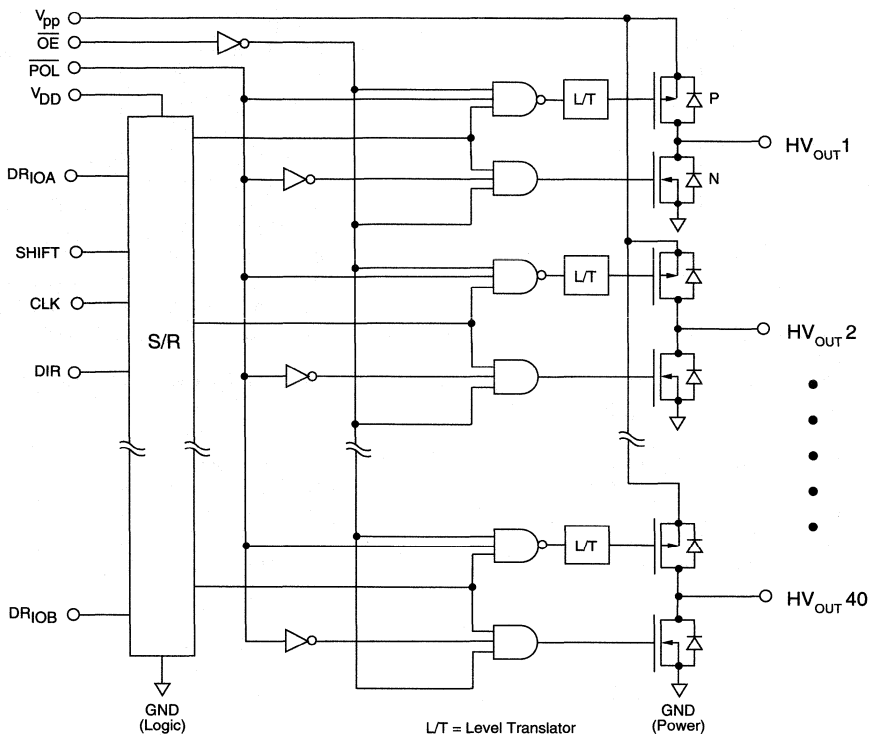 Vpp
OE
POL
VDD
L/T
P
HVOUT1
DRIOA
N
SHIFT
L/T
CLK
S/R
HVOUT2
DIR
L/T
HVOUT40
DRIOB
GND
(Logic)
L/T = Level Translator
GND
(Power)